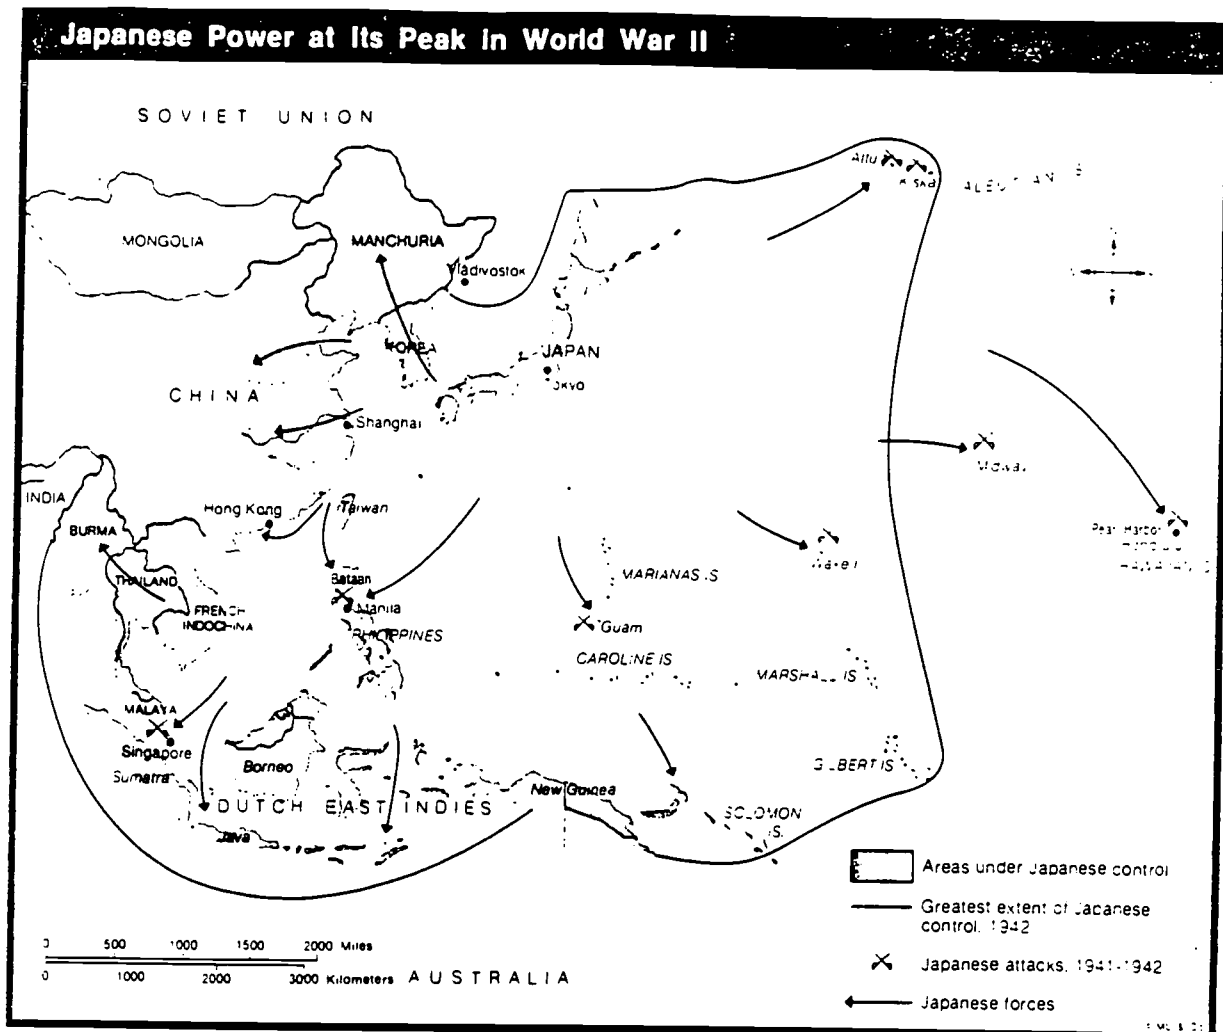 Japanese Power at Its Peak in World War II
SOVIET UNION
Attu
ALEUTIAN IS
MONGOLIA
MANCHURIA
Vladivostok
KOREA
JAPAN
CHINA
Shanghai
Midway
INDIA
Hong Kong
Taiwan
BURMA
Pearl Harbor
Wake I
Bataan
THAILAND
MARIANAS IS
FRENCH
INDOCHINA
Manila
PHILIPPINES
Guam
CAROLINE IS
MARSHALL IS
MALAYA
Singapore
Sumatra
Borneo
GILBERT IS
New Guinea
DUTCH EAST INDIES
SOLOMON
IS.
Java
Areas under Japanese control
Greatest extent of Japanese
control, 1942
0 500 1000 1500 2000 Miles
0 1000 2000 3000 Kilometers
AUSTRALIA
Japanese attacks, 1941-1942
Japanese forces